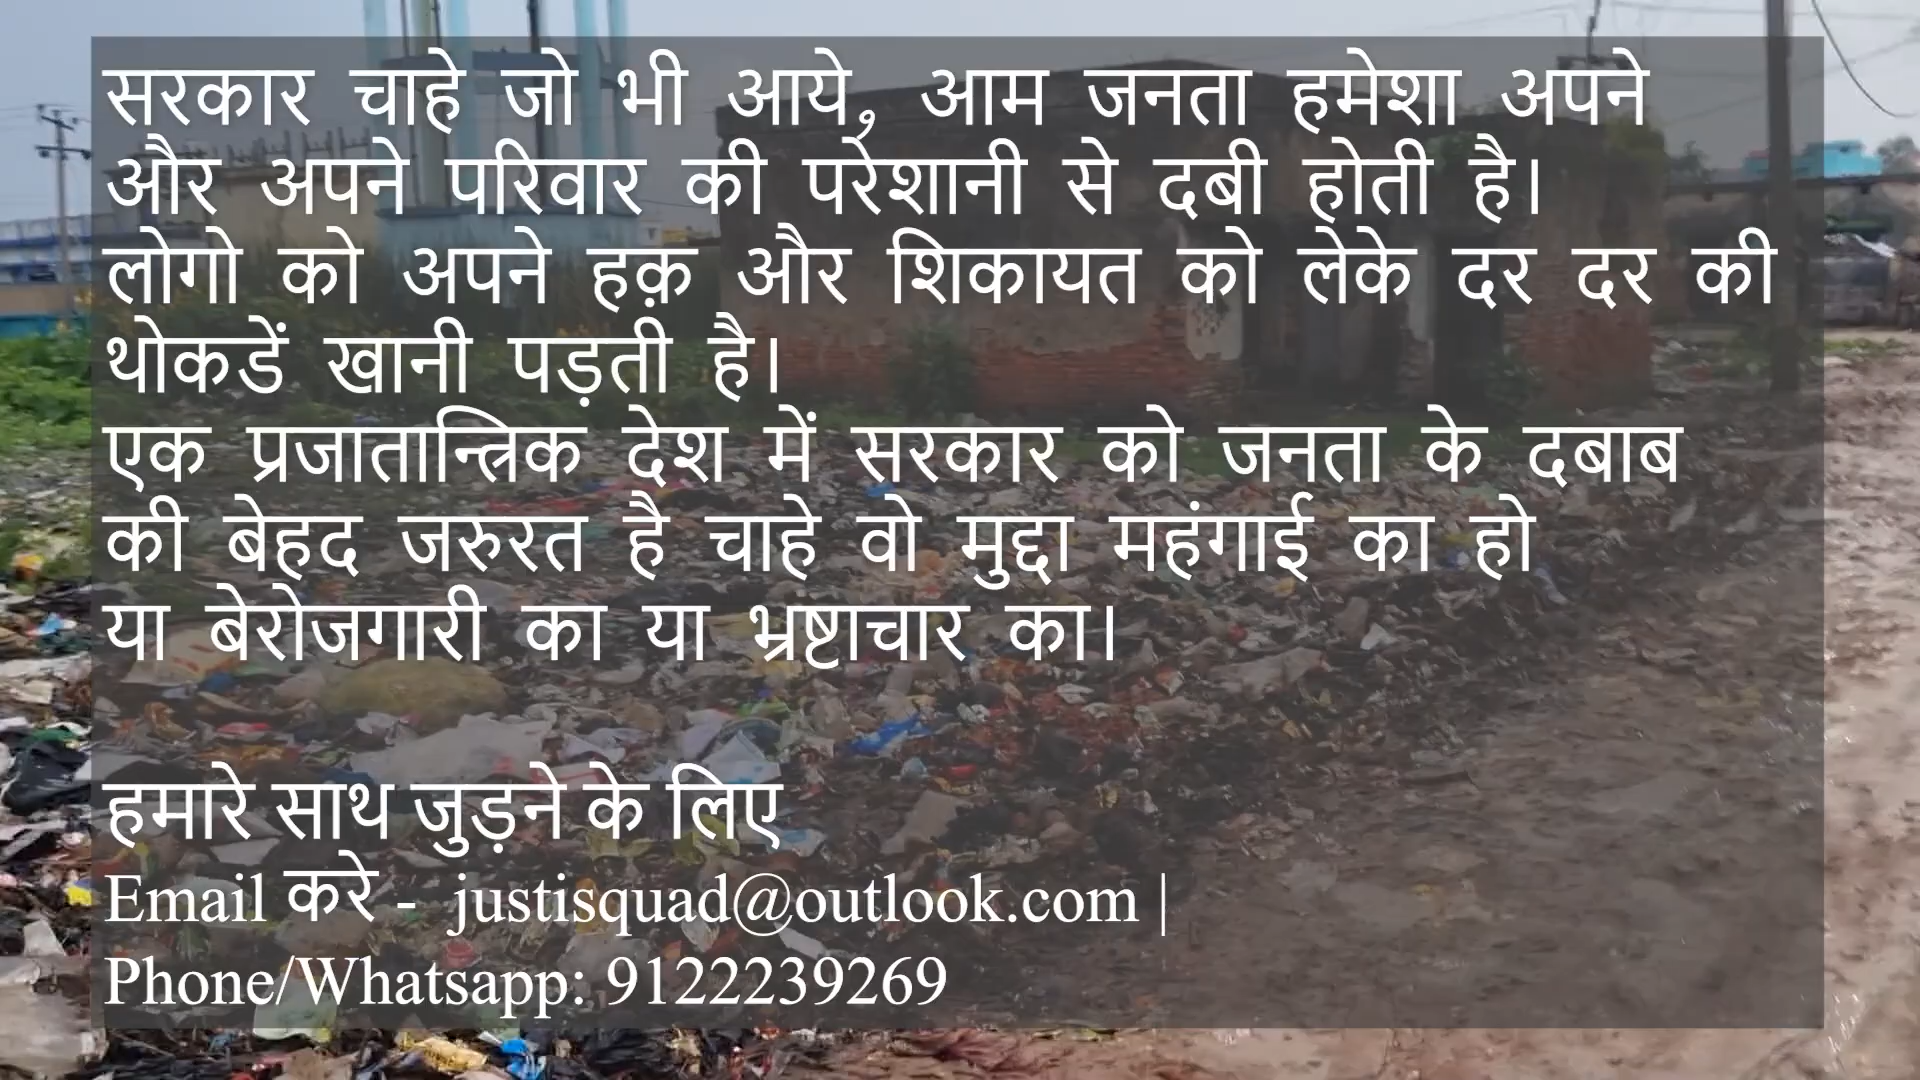 सरकार चाहे जो भी आये, आम जनता हमेशा अपने
और अपने परिवार की परेशानी से दबी होती है।
लोगो को अपने हक़ और शिकायत को लेके दर दर की
थोकडें खानी पड़ती है।
एक प्रजातान्त्रिक देश में सरकार को जनता के दबाब
की बेहद जरुरत है चाहे वो मुद्दा महंगाई का हो
या बेरोजगारी का या भ्रष्टाचार का।
हमारे साथ जुड़ने के लिए
Email करे - justisquad@outlook.com |
Phone/Whatsapp: 9122239269